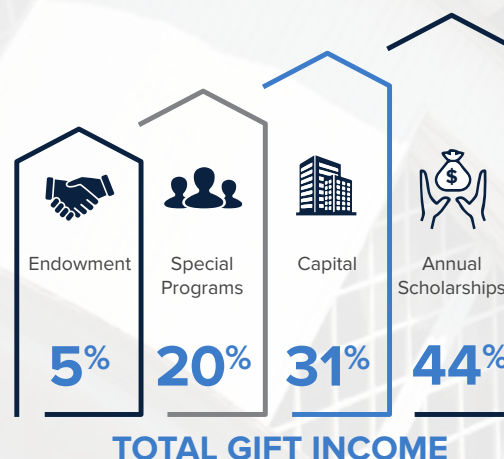 $
Endowment
Special
Programs
Capital
Annual
Scholarships
5%
20%
31%
44%
TOTAL GIFT INCOME